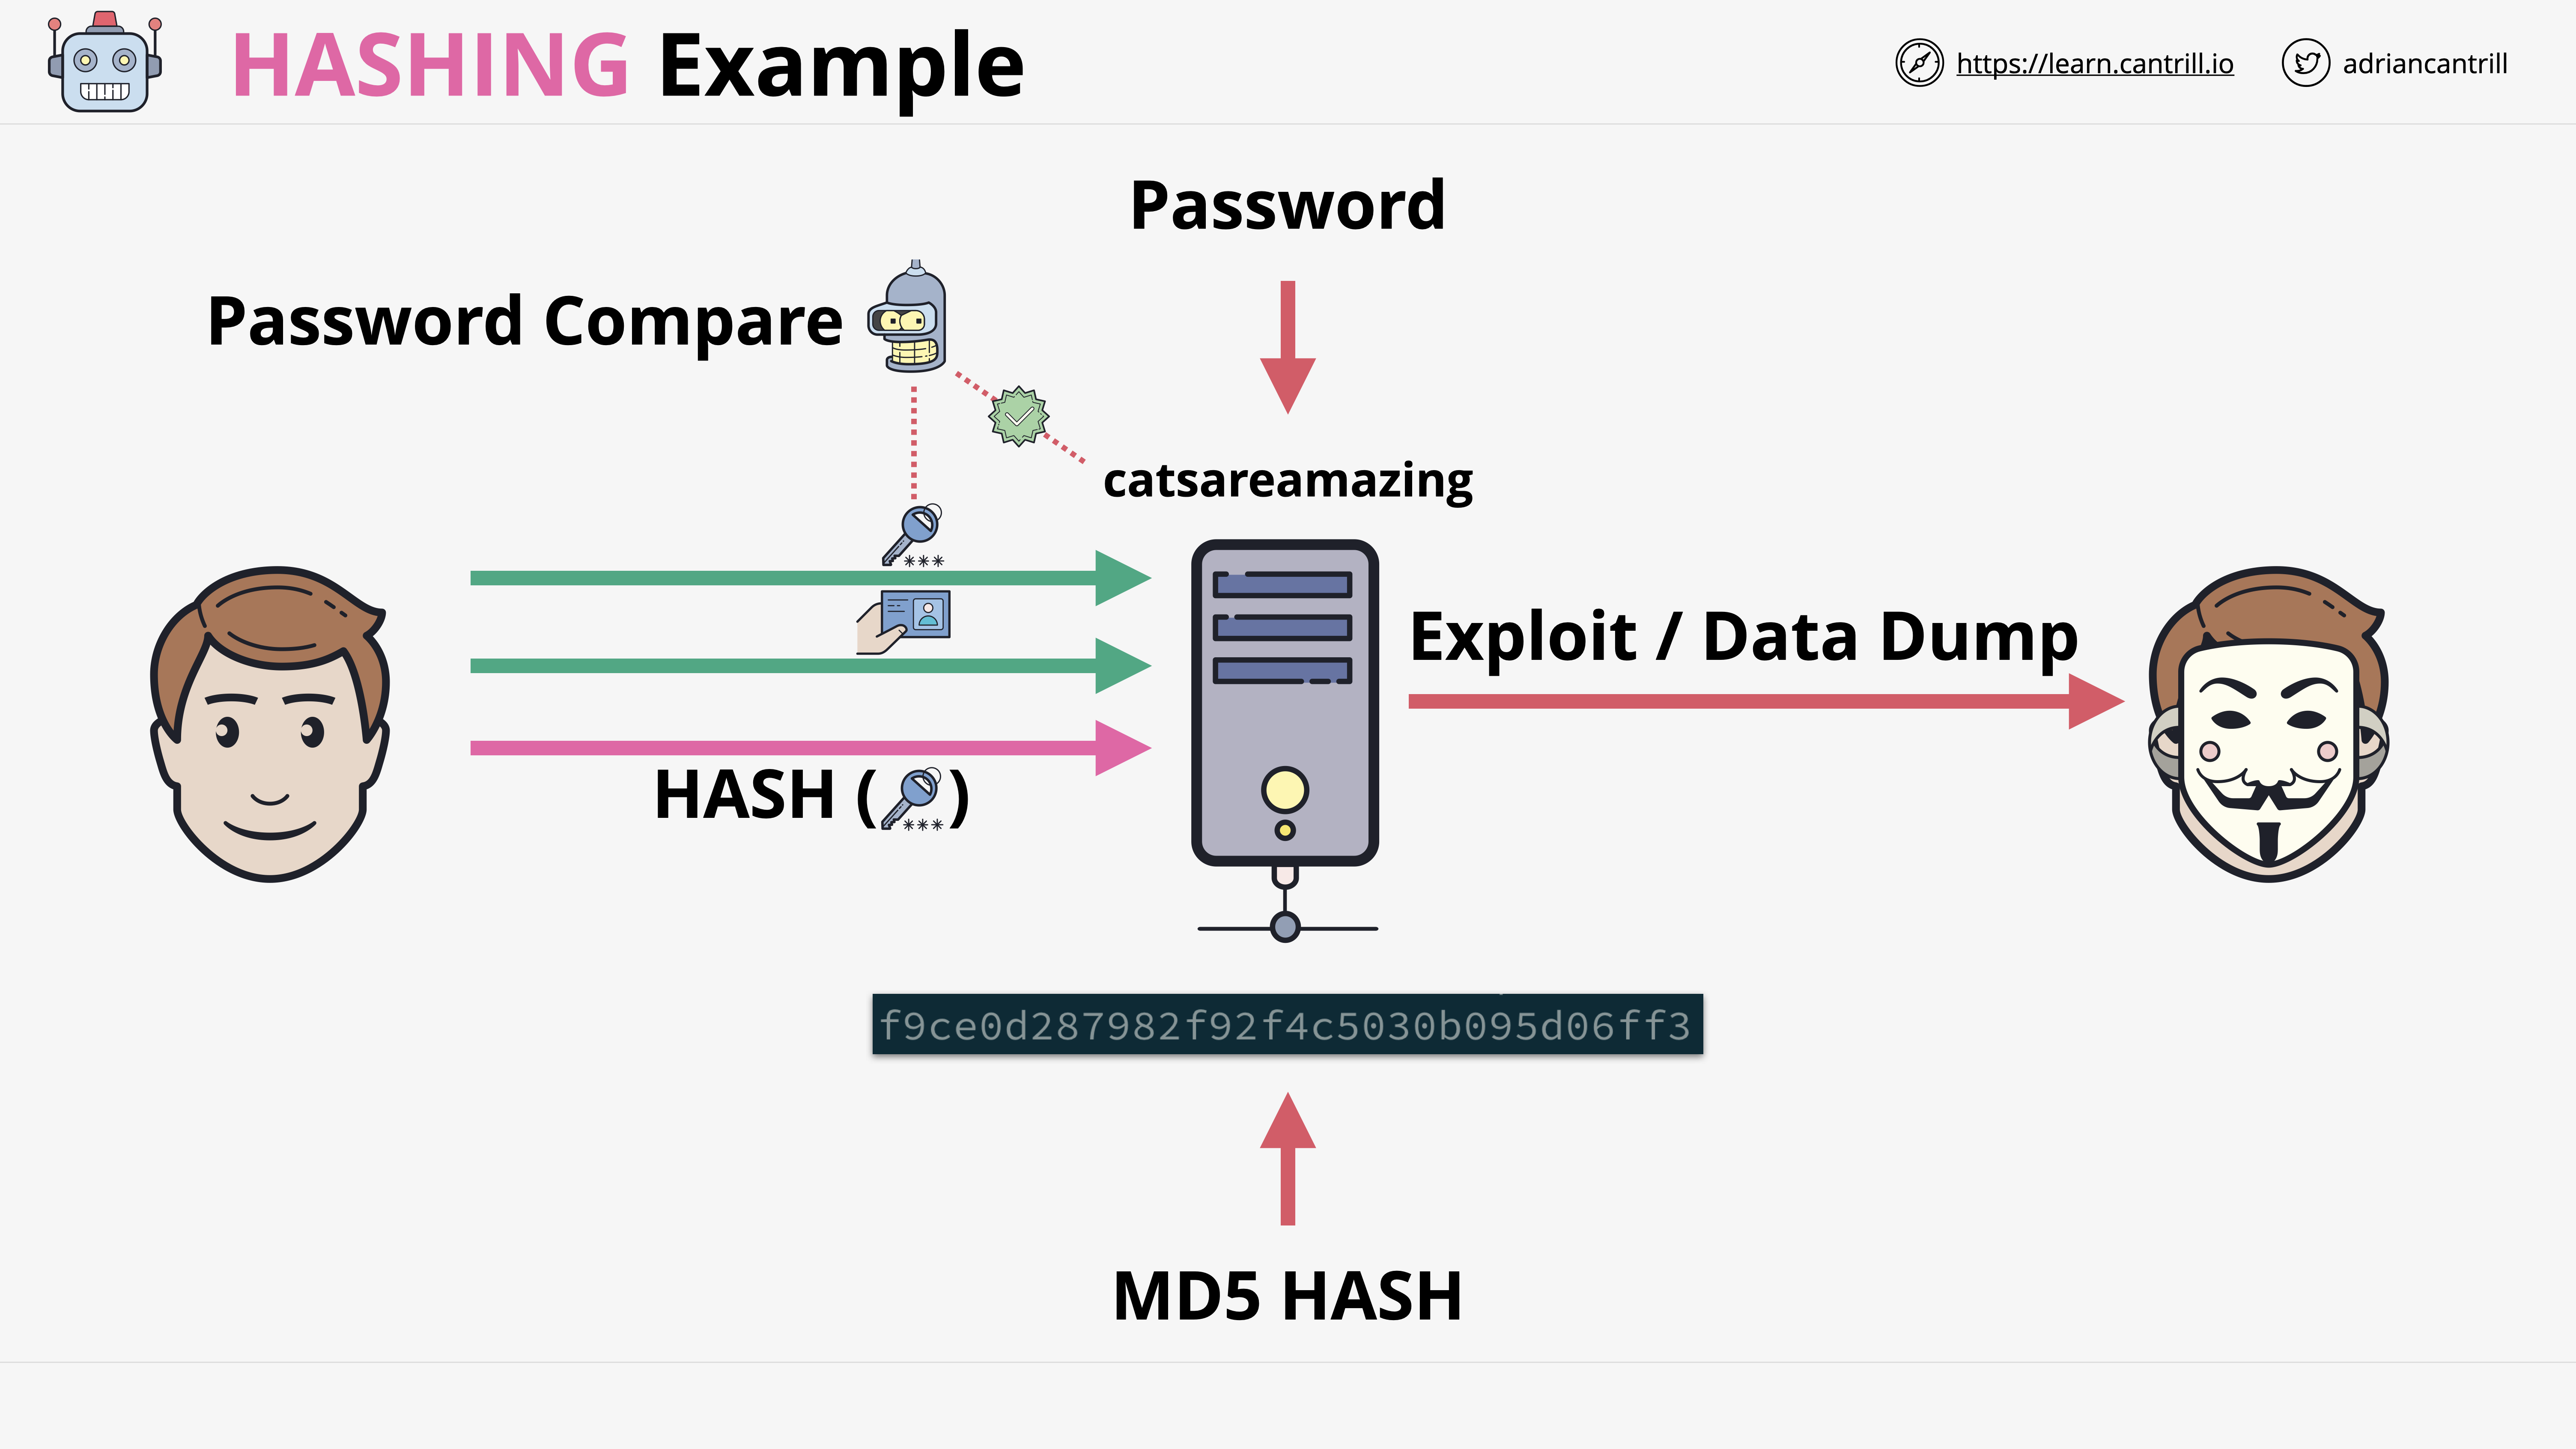 HASHING Example
https://learn.cantrill.io
adriancantrill
Password
Password Compare
catsareamazing
***
Exploit / Data Dump
HASH ( )
***
f9ce0d287982f92f4c5030b095d06ff3
MD5 HASH